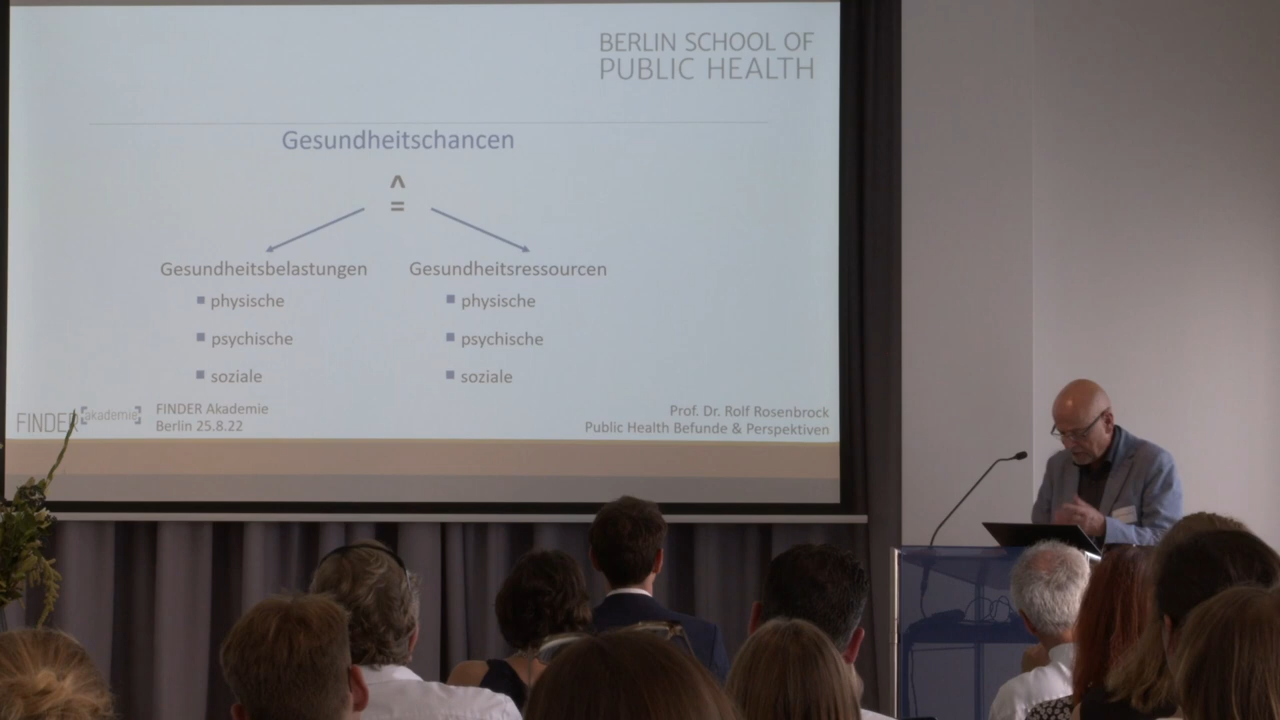 BERLIN SCHOOL OF
PUBLIC HEALTH
Gesundheitschancen
^
=
Gesundheitsbelastungen
physische
psychische
soziale
Gesundheitsressourcen
physische
psychische
soziale
FINDER akademie
FINDER Akademie
Berlin 25.8.22
Prof. Dr. Rolf Rosenbrock
Public Health Befunde & Perspektiven